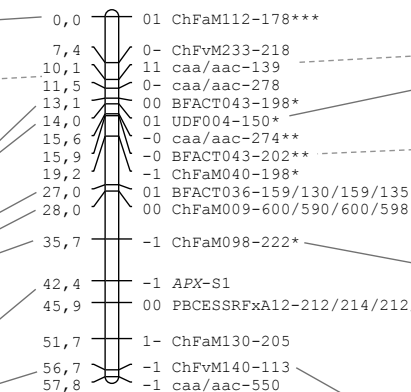 0,0 01 ChFaM112-178***
7,4 0- ChFvM233-218
10,1 11 caa/aac-139
11,5 0- caa/aac-278
13,1 00 BFACT043-198*
14,0 01 UDF004-150*
15,6 -0 caa/aac-274**
15,9 -0 BFACT043-202**
19,2 -1 ChFaM040-198*
27,0 01 BFACT036-159/130/159/135
28,0 00 ChFaM009-600/590/600/598
35,7 -1 ChFaM098-222*
42,4 -1 APX-S1
45,9 00 PBCESSRFxA12-212/214/212/
51,7 1- ChFaM130-205
56,7 -1 ChFvM140-113
57,8 -1 caa/aac-550